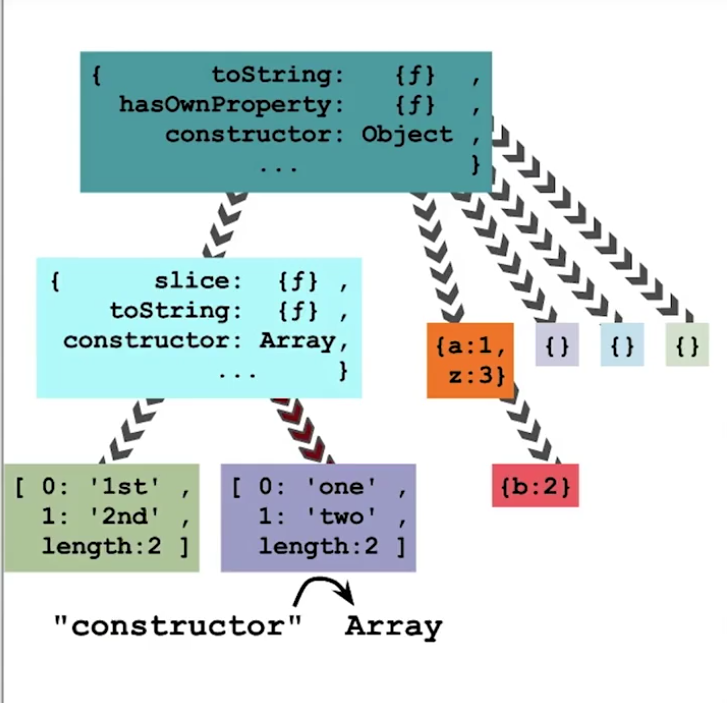 { toString: {f} ,
hasOwnProperty: {f} ,
constructor: Object ,
... }
{ slice: {f} ,
toString: {f} ,
constructor: Array,
... }
{a:1,
z:3}
{}
{}
{}
[ 0: '1st' ,
1: '2nd' ,
length:2 ]
[ 0: 'one' ,
1: 'two' ,
length:2 ]
{b:2}
"constructor" Array